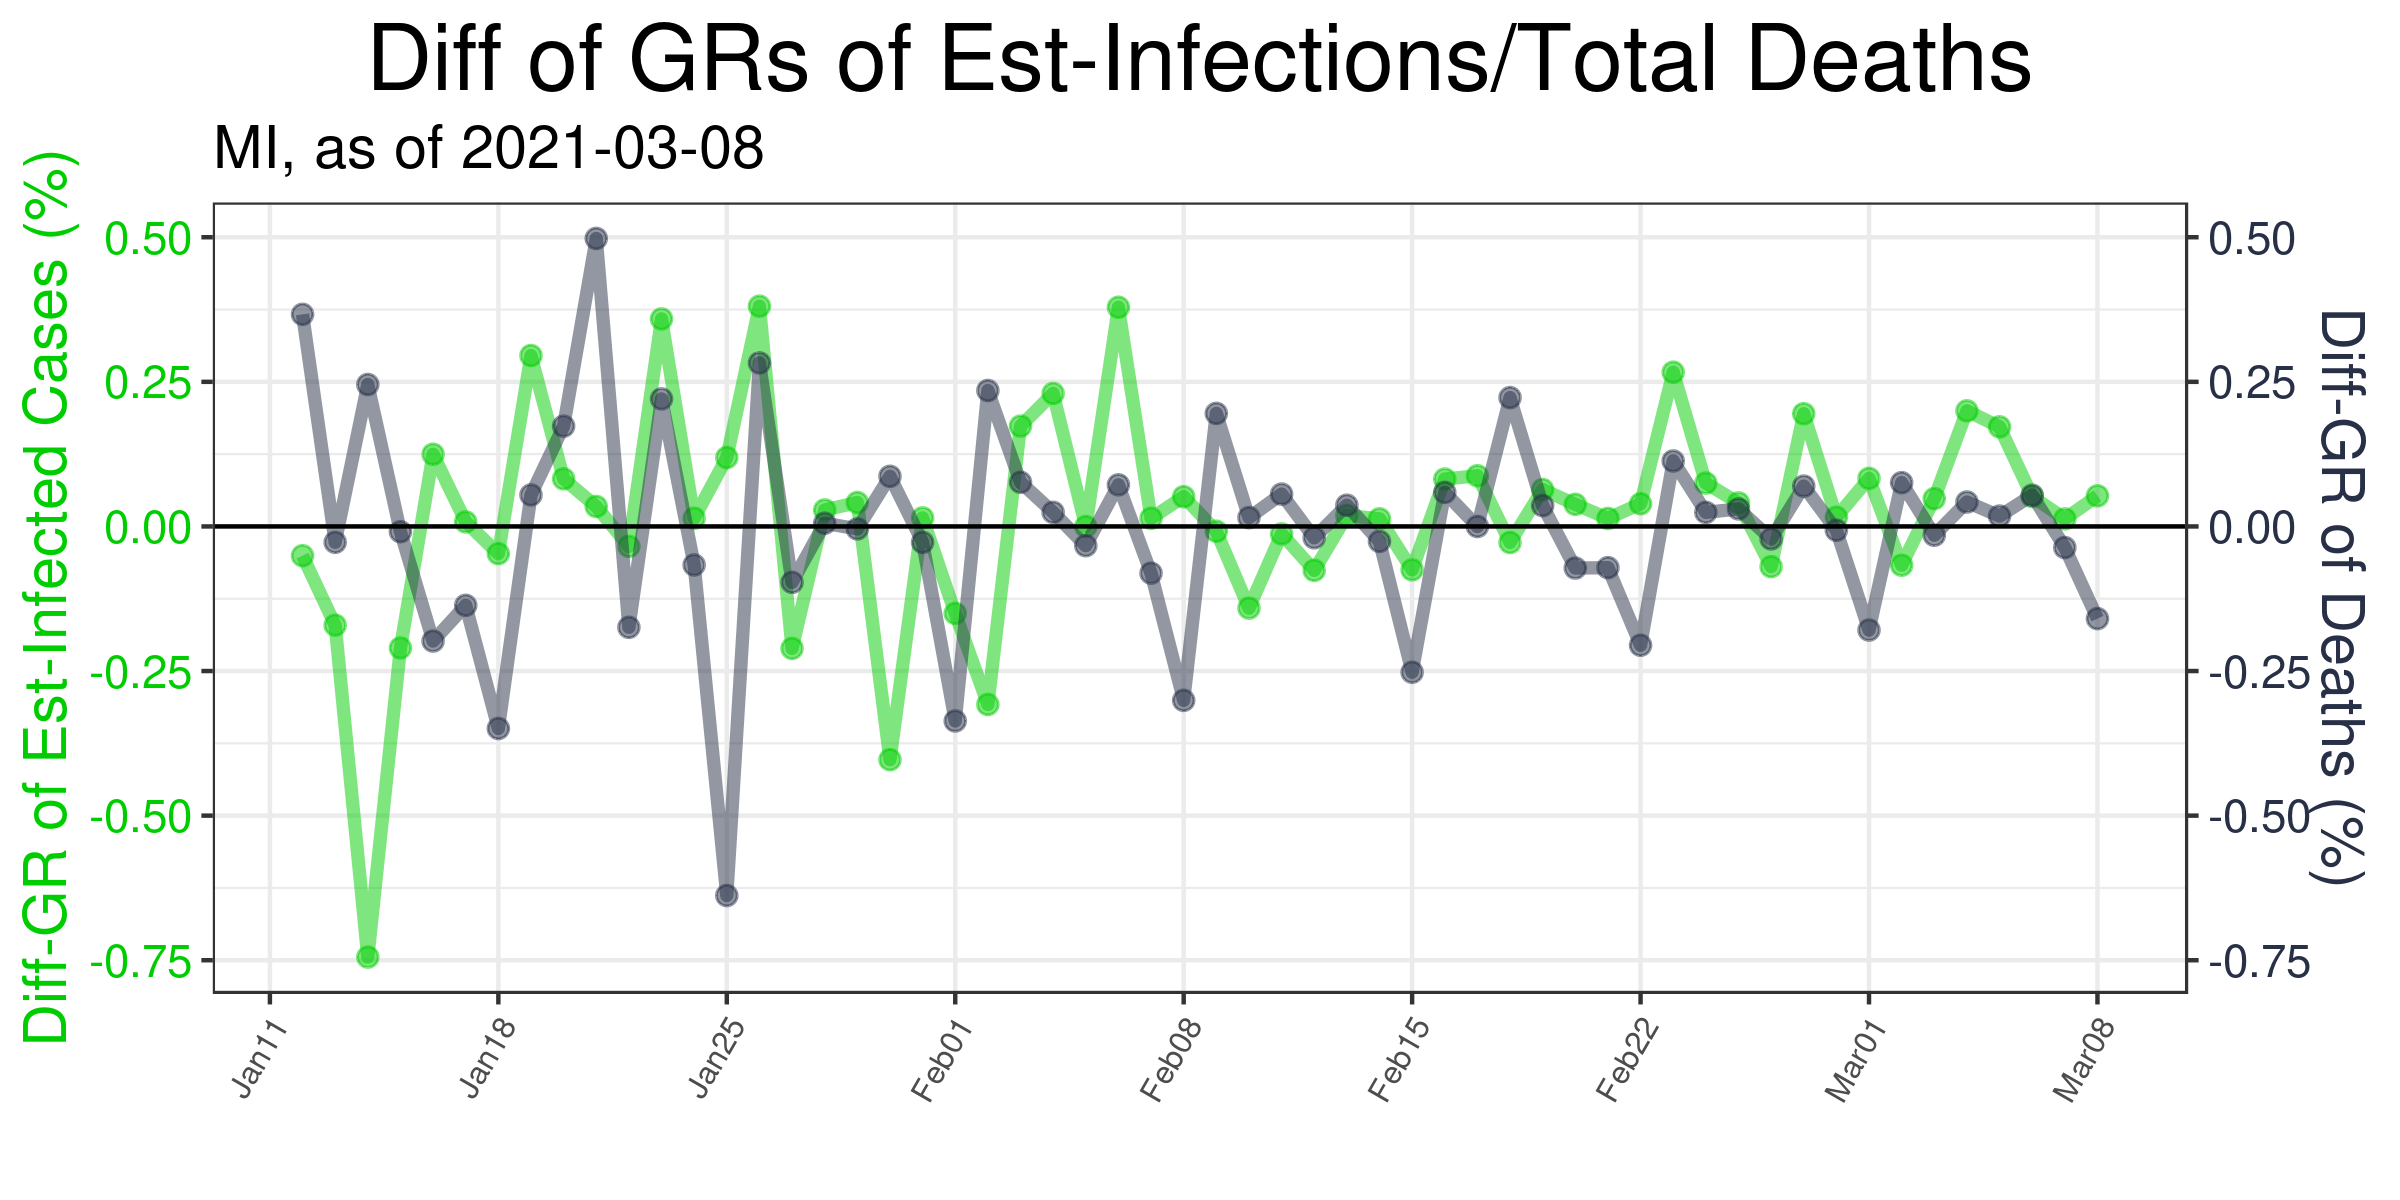 Diff of GRs of Est-Infections/Total Deaths
MI, as of 2021-03-08
Diff-GR of Est-Infected Cases (%)
0.50
0.25
0.00
-0.25
-0.50
-0.75
0.50
0.25
0.00
-0.25
-0.50
-0.75
Diff-GR of Deaths (%)
Jan11
Jan18
Jan25
Feb01
Feb08
Feb15
Feb22
Mar01
Mar08